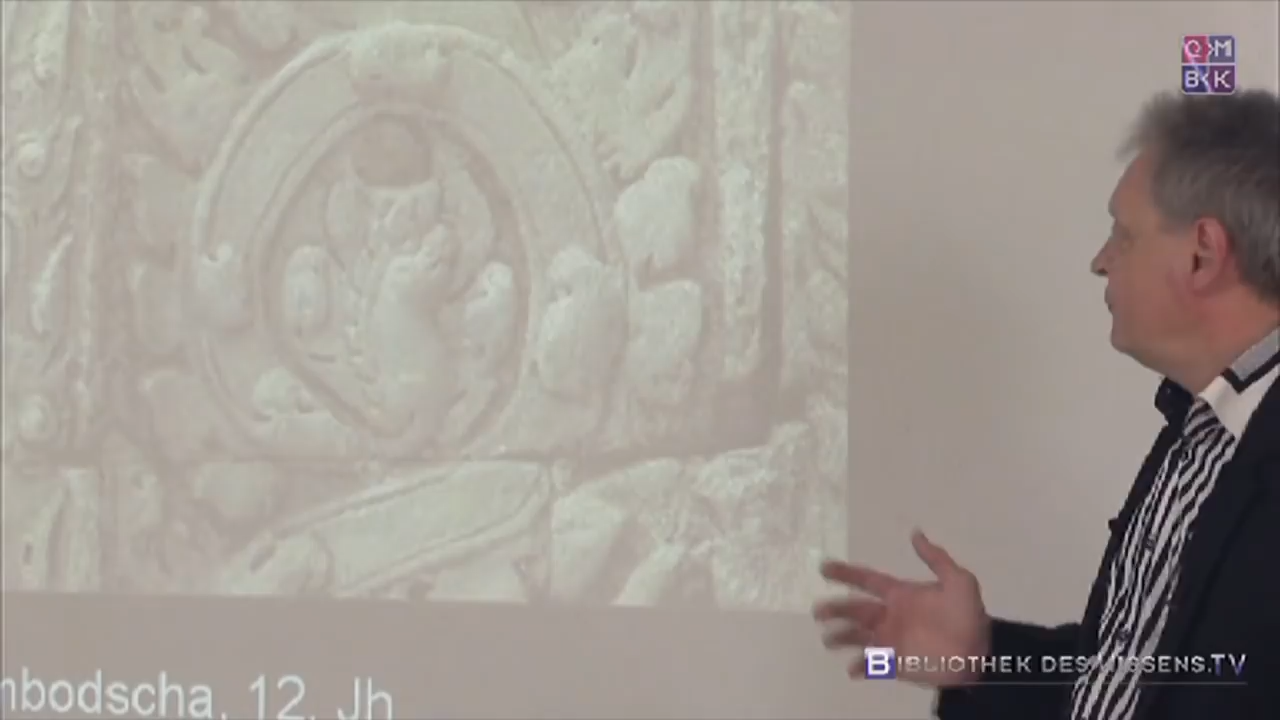 Q›M
B‹K
BIBLIOTHEK DES WISSENS.TV
mbodscha, 12. Jh